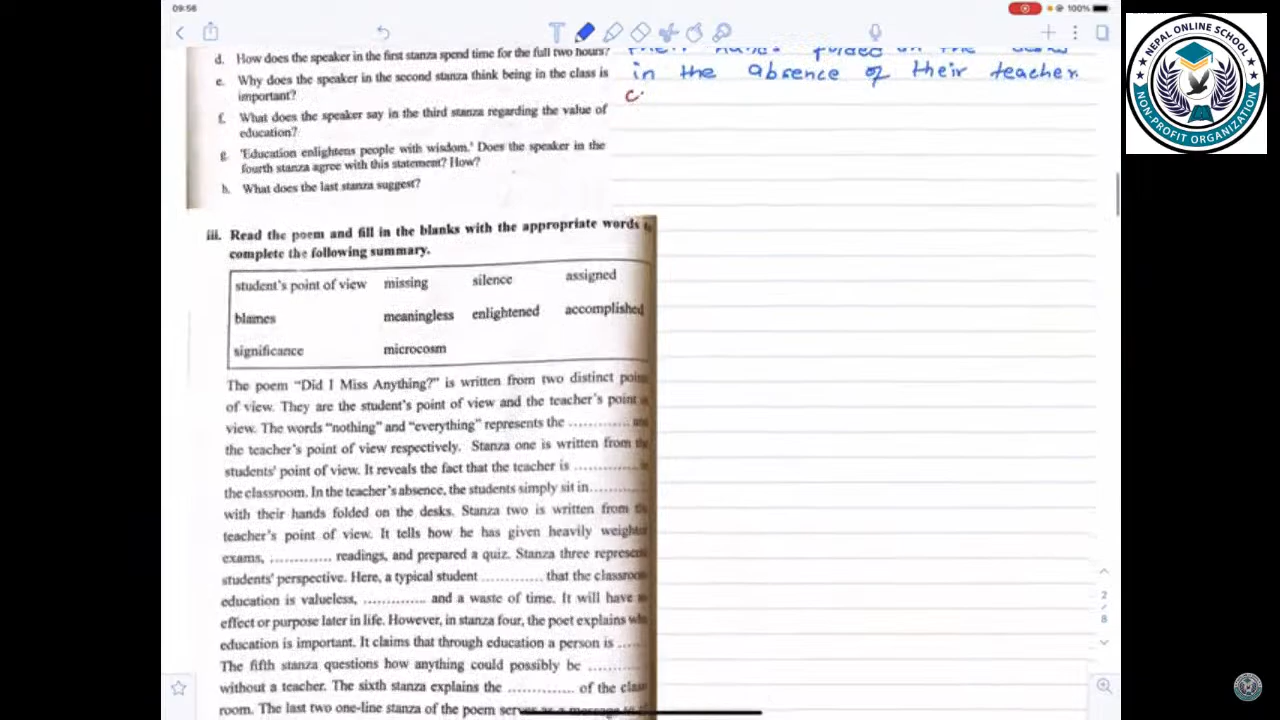 09:56
100%
NEPAL ONLINE SCHOOL
NON-PROFIT ORGANIZATION
d. How does the speaker in the first stanza spend time for the full two hours?
e. Why does the speaker in the second stanza think being in the class is
important?
f. What does the speaker say in the third stanza regarding the value of
education?
g. 'Education enlightens people with wisdom.' Does the speaker in the
fourth stanza agree with this statement? How?
h. What does the last stanza suggest?
in the absence of their teacher.
iii. Read the poem and fill in the blanks with the appropriate words
complete the following summary.
student's point of view missing silence assigned
blames meaningless enlightened accomplished
significance microcosm
The poem "Did I Miss Anything?" is written from two distinct
of view. They are the student's point of view and the teacher's point
view. The words "nothing" and "everything" represents the ............
the teacher's point of view respectively. Stanza one is written from
students' point of view. It reveals the fact that the teacher is ............
the classroom. In the teacher's absence, the students simply sit in............
with their hands folded on the desks. Stanza two is written from
teacher's point of view. It tells how he has given heavily
exams, ............ readings, and prepared a quiz. Stanza three
students' perspective. Here, a typical student ............ that the
education is valueless, ............ and a waste of time. It will have
effect or purpose later in life. However, in stanza four, the poet explains
education is important. It claims that through education a person is .....
The fifth stanza questions how anything could possibly be ..........
without a teacher. The sixth stanza explains the ............ of the
room. The last two one-line stanza of the poem
2
/
8